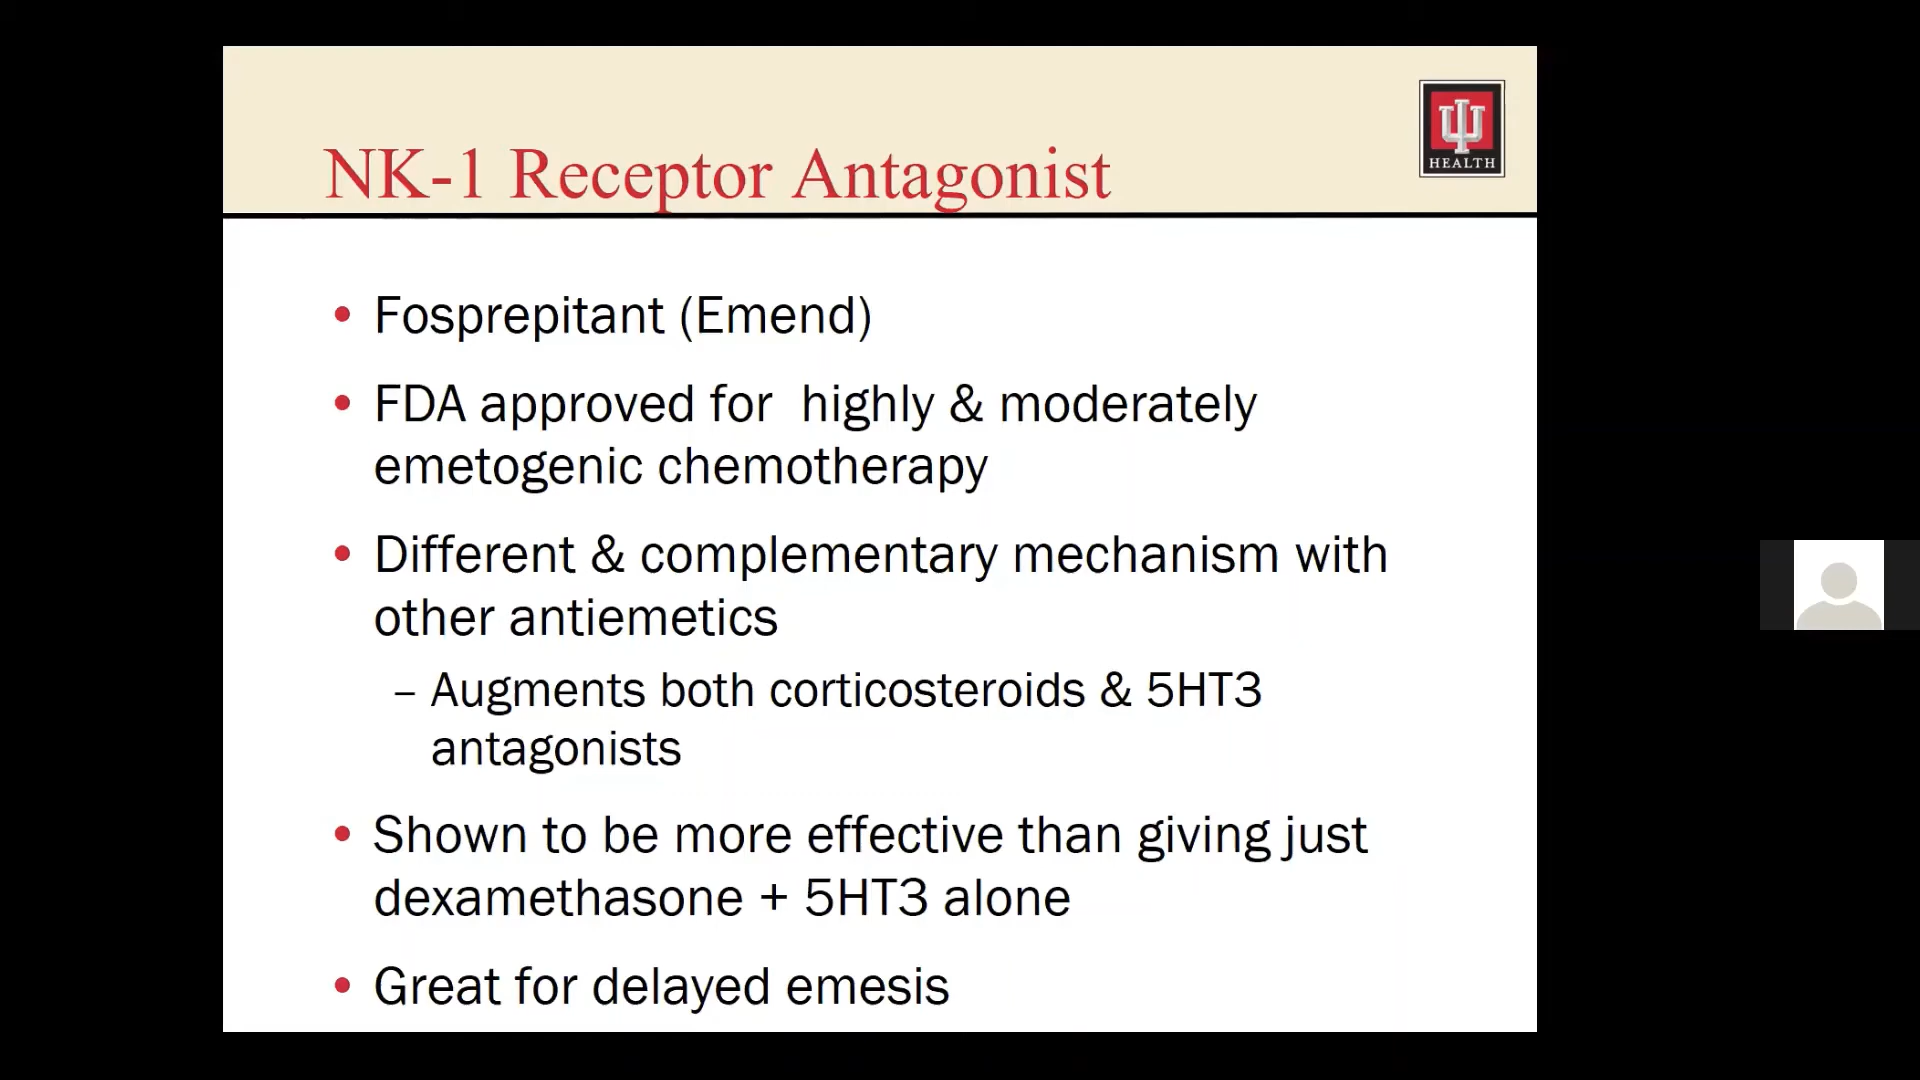 NK-1 Receptor Antagonist
HEALTH
• Fosprepitant (Emend)
• FDA approved for highly & moderately
emetogenic chemotherapy
• Different & complementary mechanism with
other antiemetics
– Augments both corticosteroids & 5HT3
antagonists
• Shown to be more effective than giving just
dexamethasone + 5HT3 alone
• Great for delayed emesis